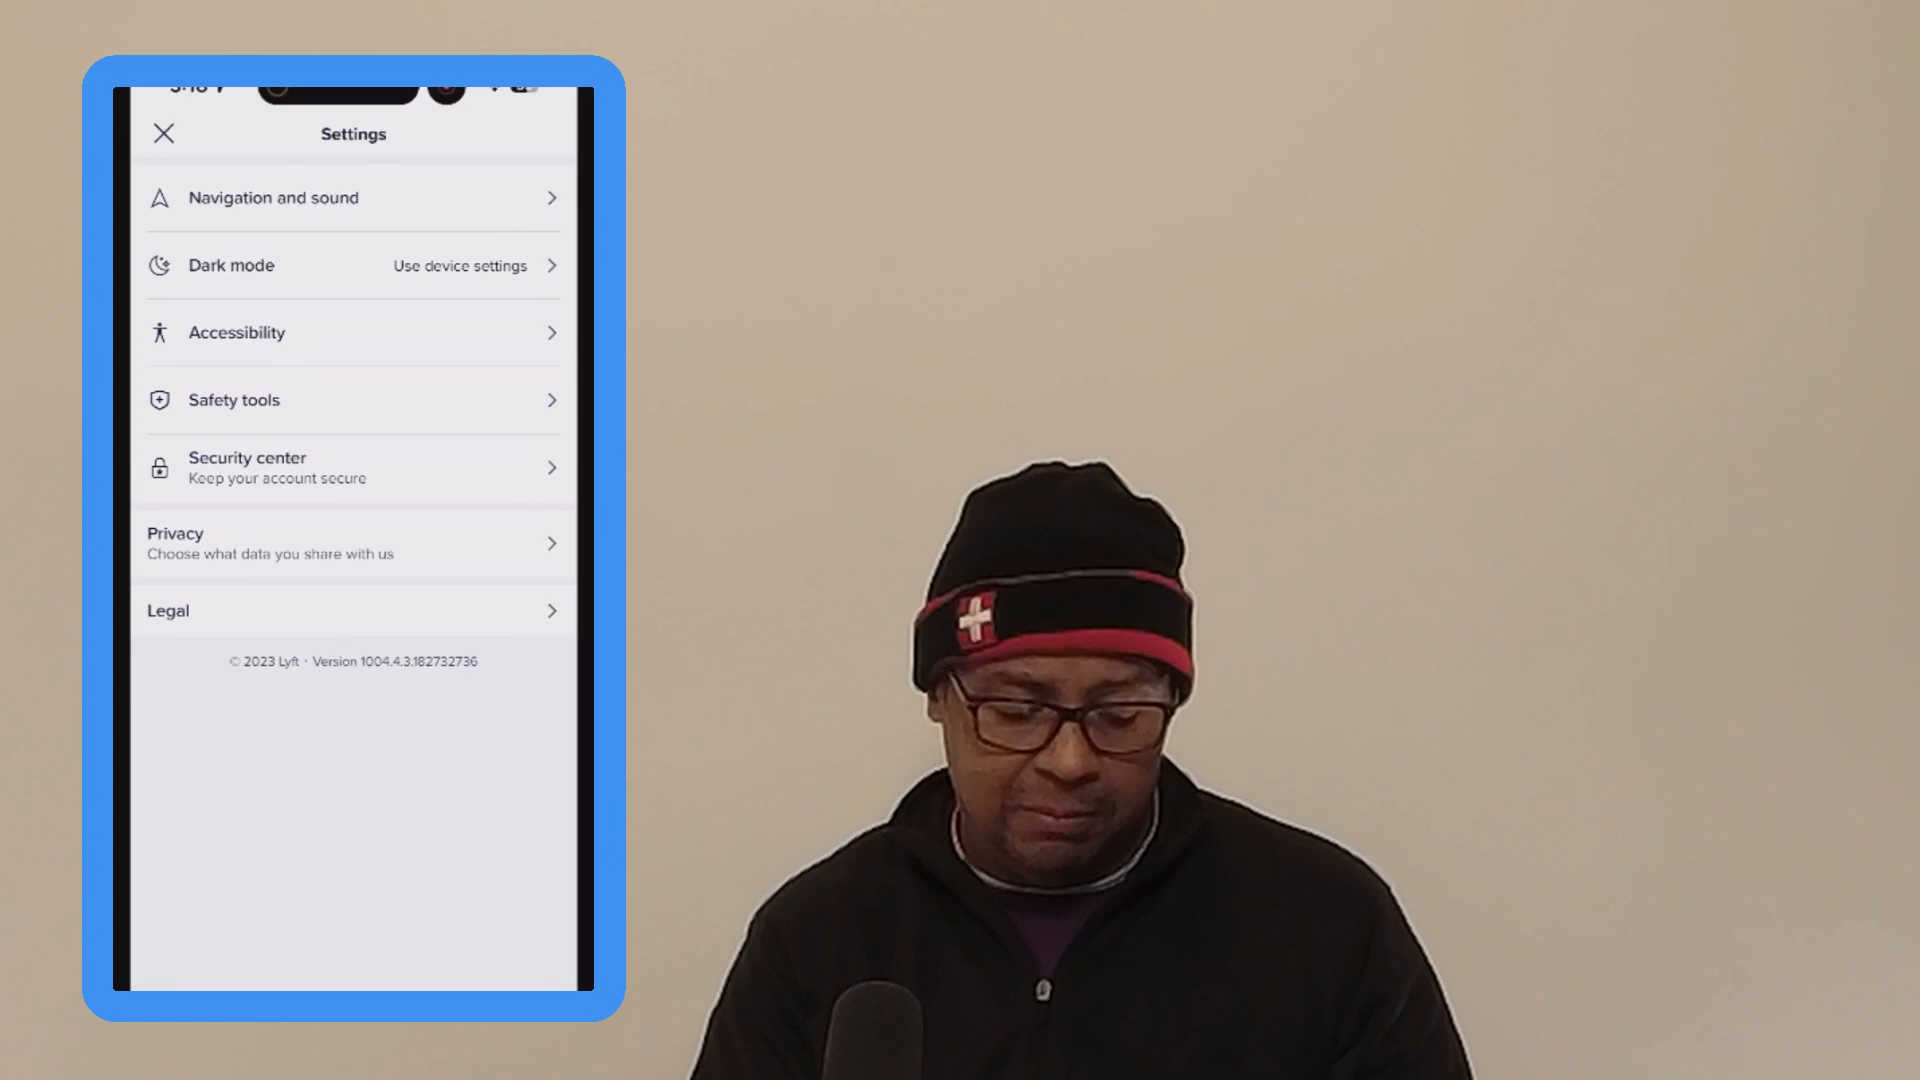 Settings
Navigation and sound
Dark mode Use device settings
Accessibility
Safety tools
Security center
Keep your account secure
Privacy
Choose what data you share with us
Legal
© 2023 Lyft · Version 1004.4.3.182732736